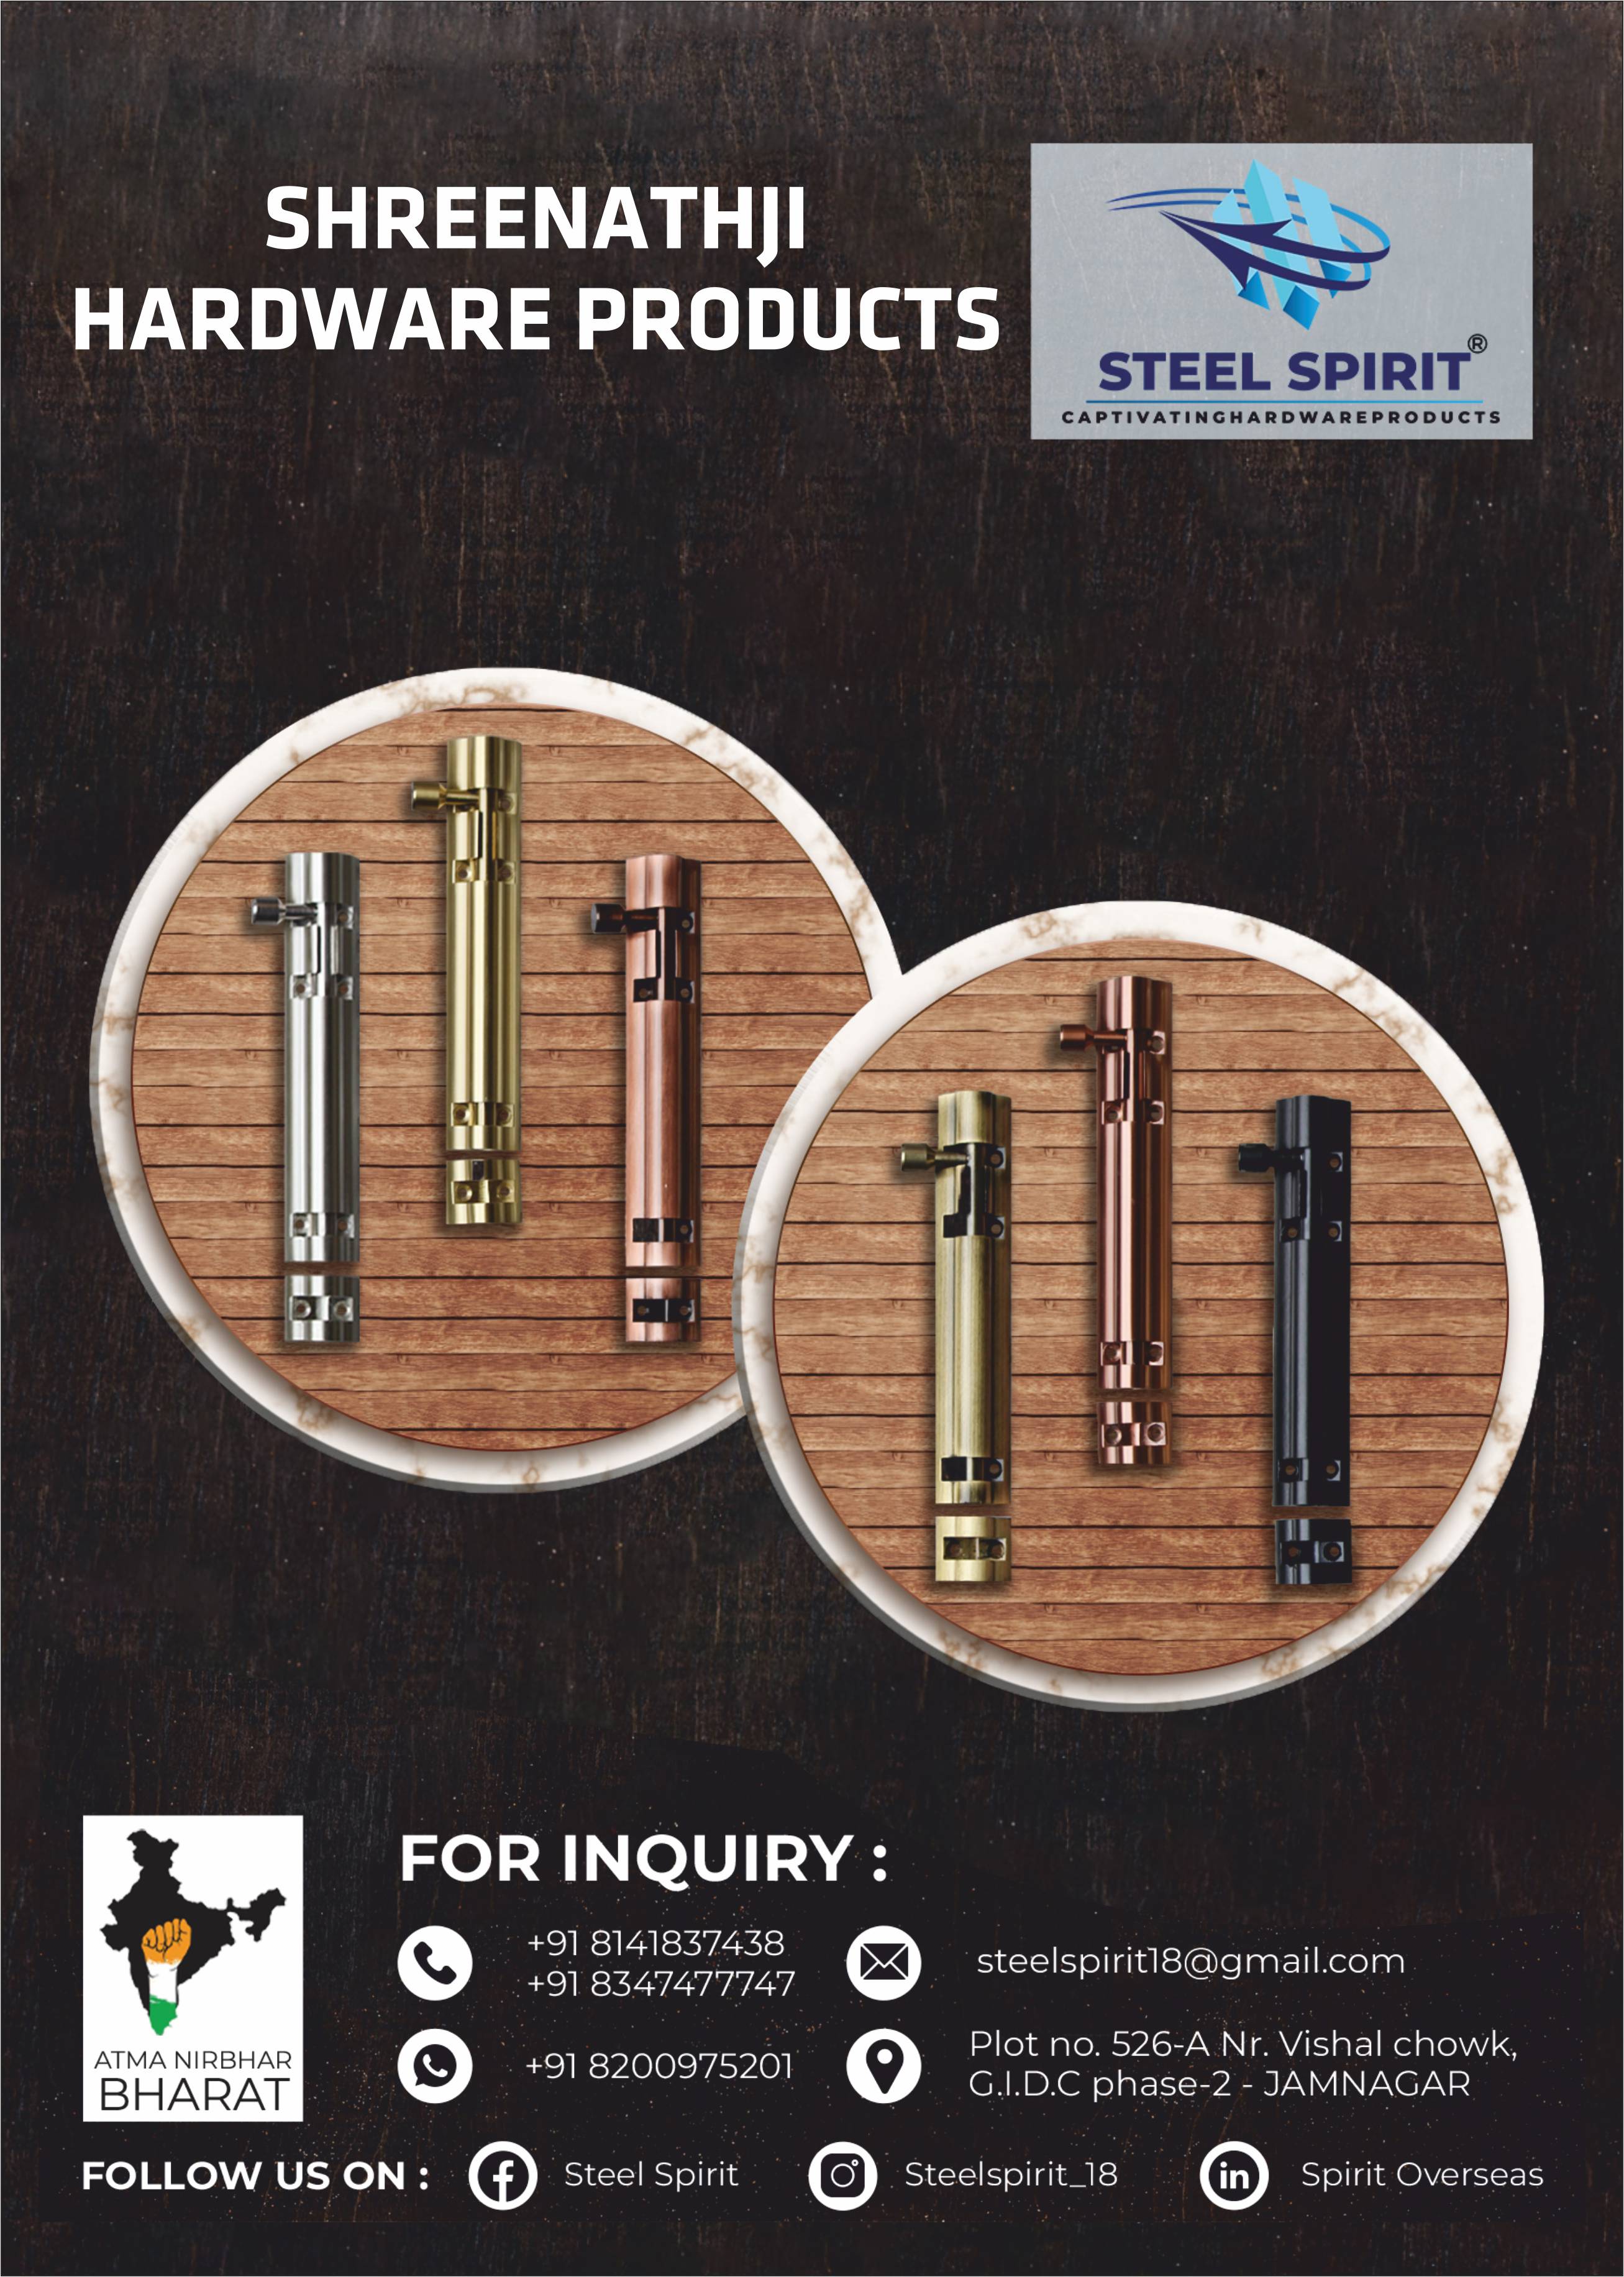 SHREENATHJI
HARDWARE PRODUCTS
STEEL SPIRIT®
CAPTIVATINGHARDWAREPRODUCTS
FOR INQUIRY :
+91 8141837438
+91 8347477747
steelspirit18@gmail.com
+91 8200975201
Plot no. 526-A Nr. Vishal chowk,
G.I.D.C phase-2 - JAMNAGAR
ATMA NIRBHAR
BHARAT
FOLLOW US ON : Steel Spirit Steelspirit_18 Spirit Overseas